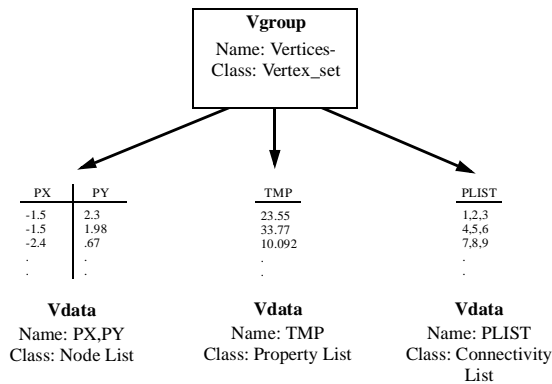 Vgroup
Name: Vertices-
Class: Vertex_set
PX PY
-1.5 2.3
-1.5 1.98
-2.4 .67
. .
. .
TMP
23.55
33.77
10.092
.
.
PLIST
1,2,3
4,5,6
7,8,9
.
.
Vdata
Name: PX,PY
Class: Node List
Vdata
Name: TMP
Class: Property List
Vdata
Name: PLIST
Class: Connectivity
List